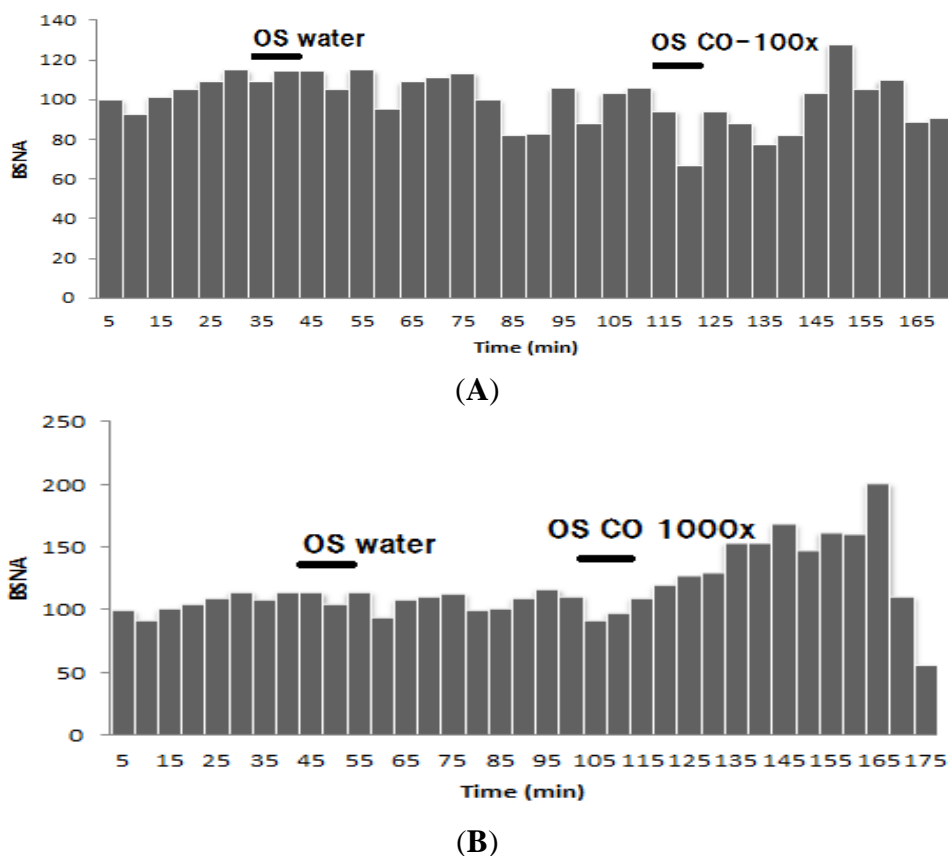 140
120
100
80
60
40
20
0
BSNA
OS water
OS CO-100x
5 15 25 35 45 55 65 75 85 95 105 115 125 135 145 155 165
Time (min)
(A)
250
200
150
100
50
0
BSNA
OS water
OS CO 1000x
5 15 25 35 45 55 65 75 85 95 105 115 125 135 145 155 165 175
Time (min)
(B)